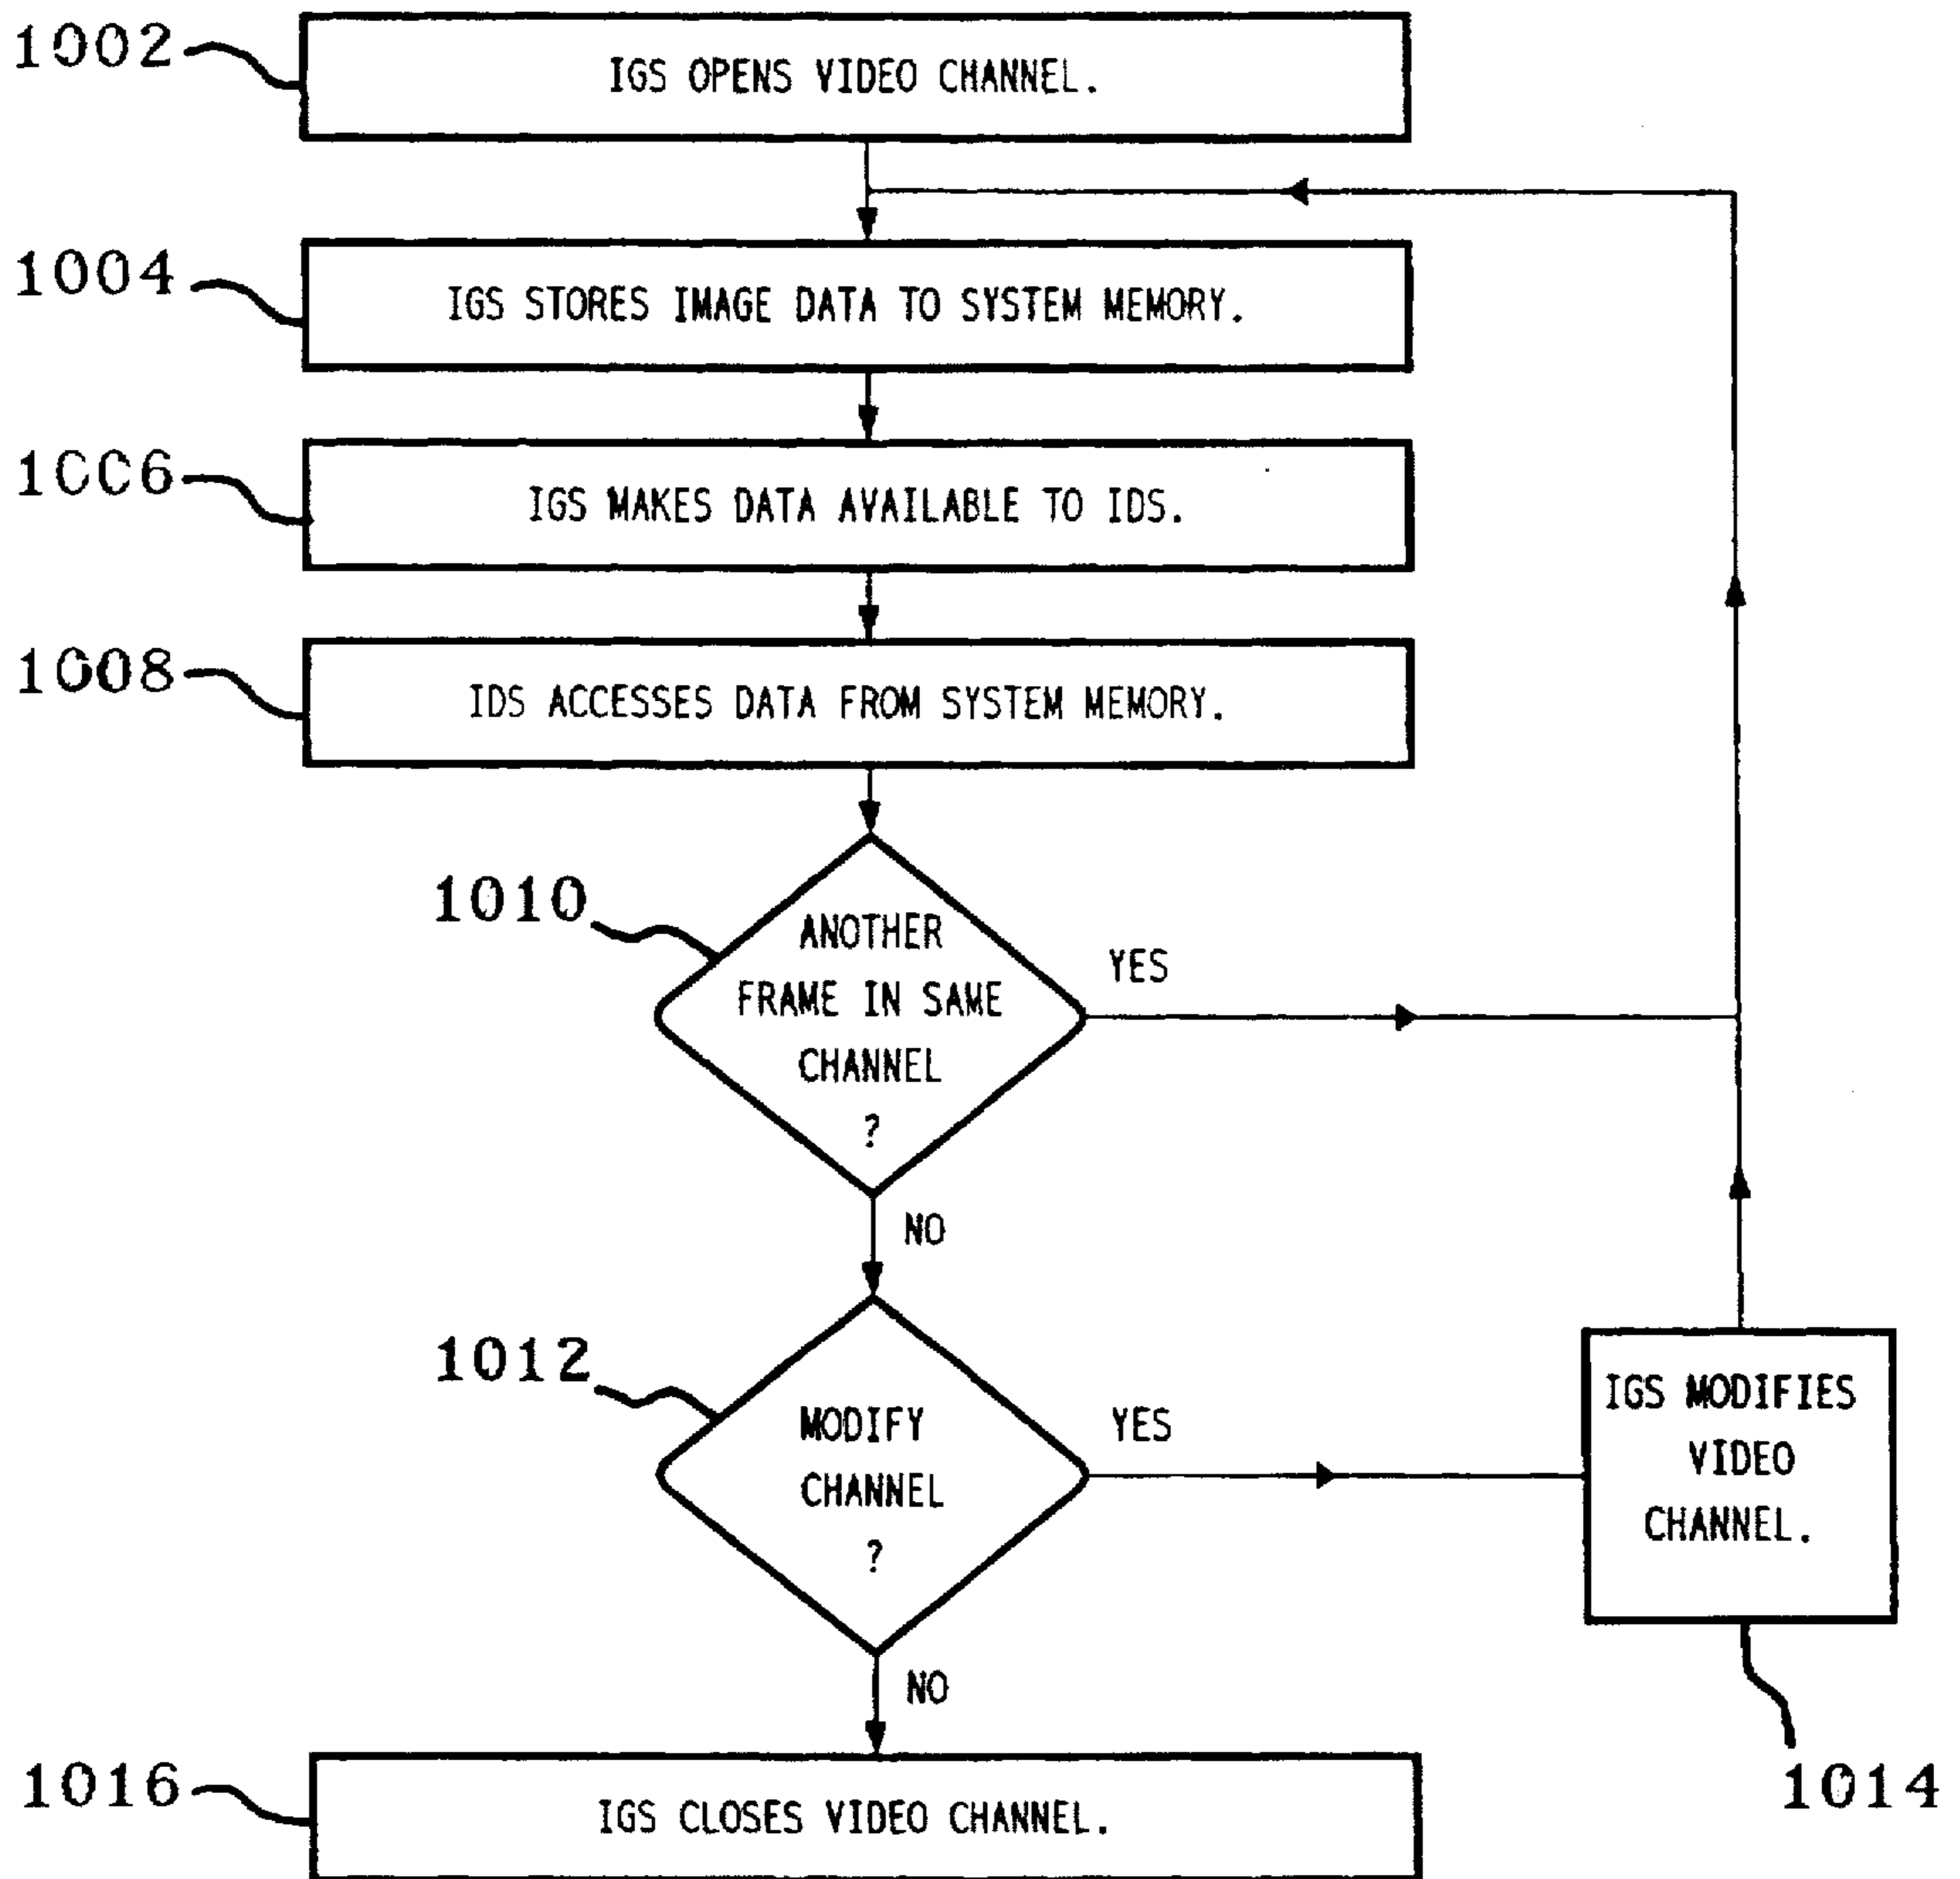 1002
IGS OPENS VIDEO CHANNEL.
1004
IGS STORES IMAGE DATA TO SYSTEM MEMORY.
1006
IGS MAKES DATA AVAILABLE TO IDS.
1008
IDS ACCESSES DATA FROM SYSTEM MEMORY.
1010
ANOTHER
FRAME IN SAME
CHANNEL
?
YES
NO
1012
MODIFY
CHANNEL
?
YES
IGS MODIFIES
VIDEO
CHANNEL.
1014
NO
1016
IGS CLOSES VIDEO CHANNEL.